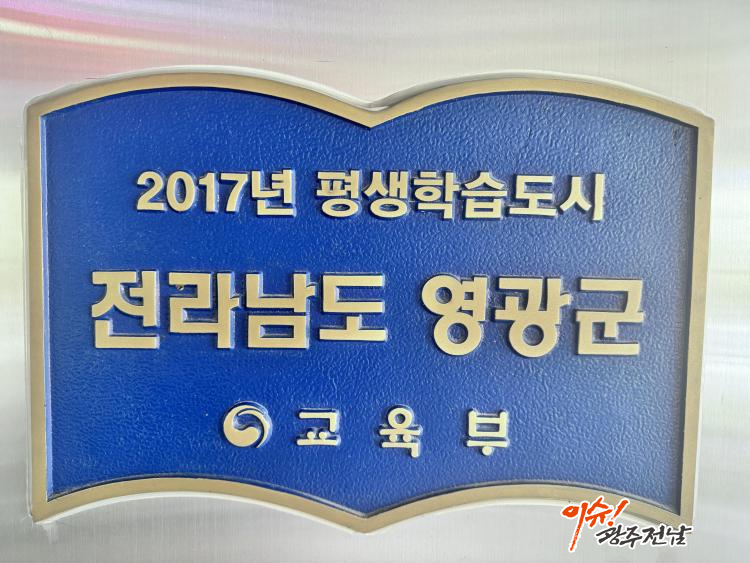 2017년 평생학습도시
전라남도 영광군
교육부
이슈!
광주전남